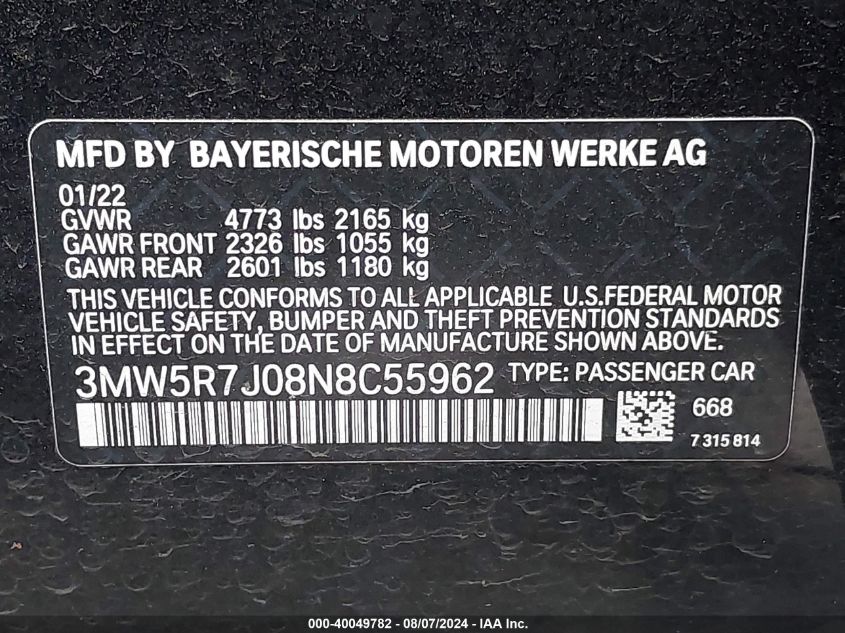 MFD BY BAYERISCHE MOTOREN WERKE AG
01/22
GVWR 4773 lbs 2165 kg
GAWR FRONT 2326 lbs 1055 kg
GAWR REAR 2601 lbs 1180 kg
THIS VEHICLE CONFORMS TO ALL APPLICABLE U.S.FEDERAL MOTOR
VEHICLE SAFETY, BUMPER AND THEFT PREVENTION STANDARDS
IN EFFECT ON THE DATE OF MANUFACTURE SHOWN ABOVE.
3MW5R7J08N8C55962 TYPE: PASSENGER CAR
668
7 315 814
000-40049782 - 08/07/2024 - IAA Inc.